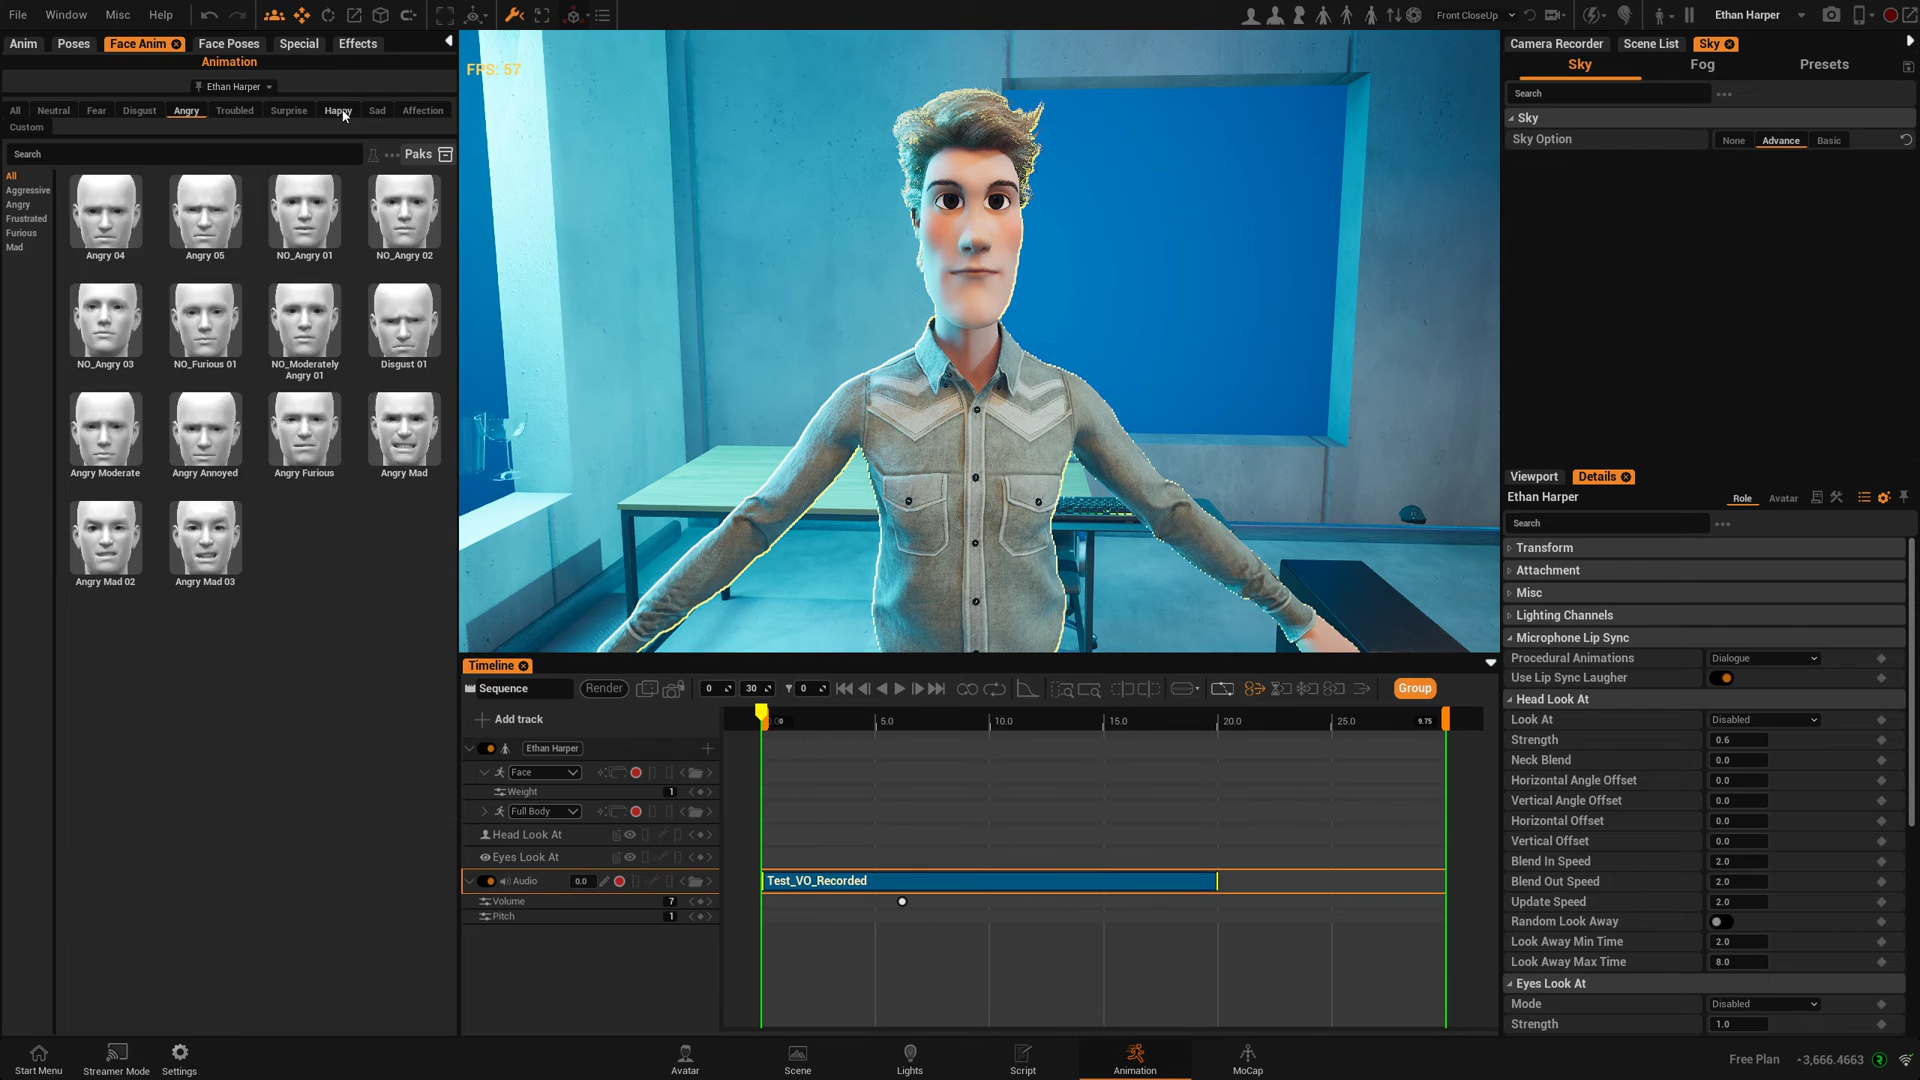 File Window Misc Help Front CloseUp Ethan Harper
Anim Poses Face Anim Face Poses Special Effects
Animation
Ethan Harper
All Neutral Fear Disgust Angry Troubled Surprise Happy Sad Affection
Custom
Search Paks
All
Aggressive
Angry
Frustrated
Furious
Mad
Angry 04 Angry 05 NO_Angry 01 NO_Angry 02
NO_Angry 03 NO_Furious 01 NO_Moderately
Angry 01 Disgust 01
Angry Moderate Angry Annoyed Angry Furious Angry Mad
Angry Mad 02 Angry Mad 03
FPS: 57
Camera Recorder Scene List Sky
Sky Fog Presets
Search
Sky
Sky Option None Advance Basic
Viewport Details
Ethan Harper Role Avatar
Search
Transform
Attachment
Misc
Lighting Channels
Microphone Lip Sync
Procedural Animations Dialogue
Use Lip Sync Laugher
Head Look At
Look At Disabled
Strength 0.6
Neck Blend 0.0
Horizontal Angle Offset 0.0
Vertical Angle Offset 0.0
Horizontal Offset 0.0
Vertical Offset 0.0
Blend In Speed 2.0
Blend Out Speed 2.0
Update Speed 2.0
Random Look Away
Look Away Min Time 2.0
Look Away Max Time 8.0
Eyes Look At
Mode Disabled
Strength 1.0
Timeline
Sequence Render 0 30 0 Group
Add track 5.0 10.0 15.0 20.0 25.0 9.75
Ethan Harper
Face
Weight 1
Full Body
Head Look At
Eyes Look At
Audio 0.0 Test_VO_Recorded
Volume 7
Pitch 1
Start Menu Streamer Mode Settings Avatar Scene Lights Script Animation MoCap Free Plan 3,666.4663